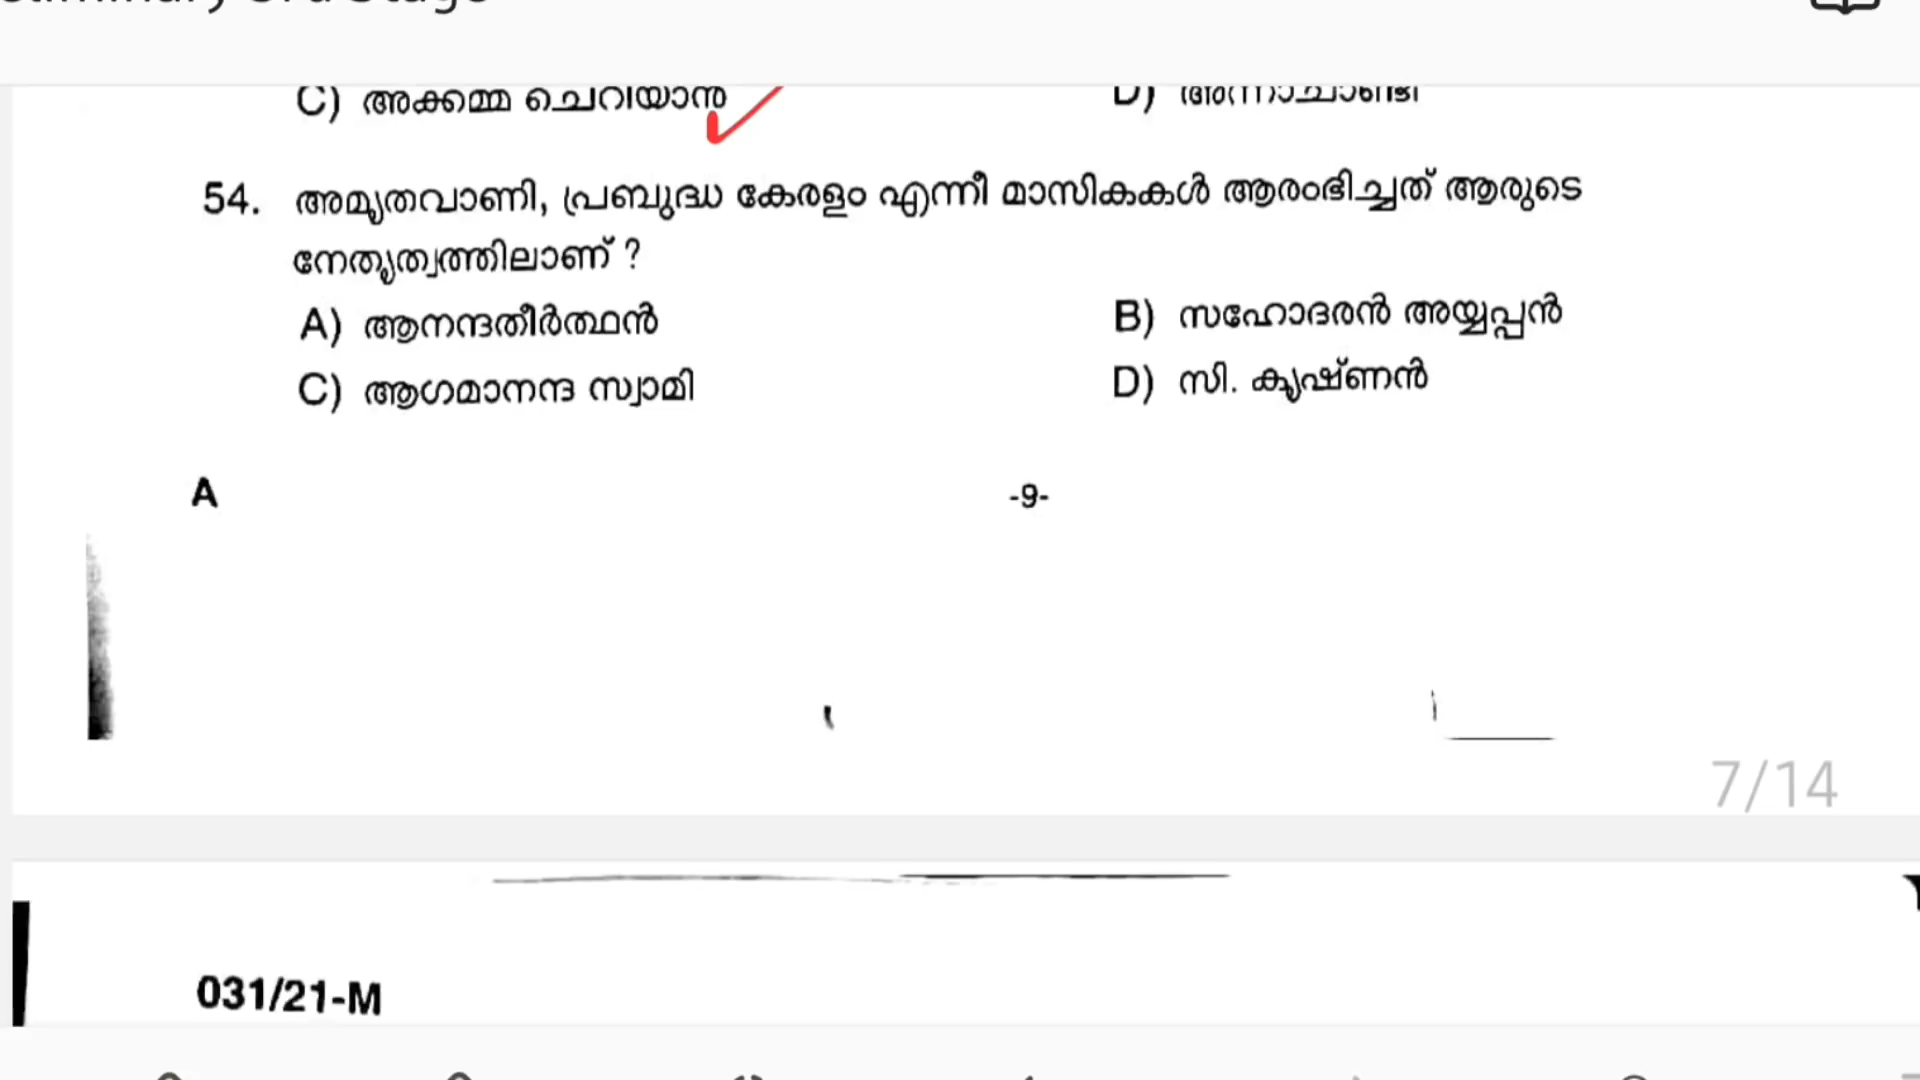 C) അക്കമ്മ ചെറിയാൻ
D) അന്നാചാണ്ടി
54. അമൃതവാണി, പ്രബുദ്ധ കേരളം എന്നീ മാസികകൾ ആരംഭിച്ചത് ആരുടെ
നേതൃത്വത്തിലാണ് ?
A) ആനന്ദതീർത്ഥൻ
B) സഹോദരൻ അയ്യപ്പൻ
C) ആഗമാനന്ദ സ്വാമി
D) സി. കൃഷ്ണൻ
A
-9-
7/14
031/21-M